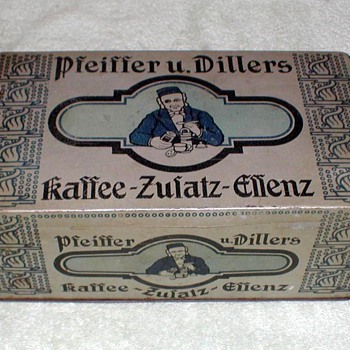 Pfeiffer u. Dillers
Kaffee-Zusatz-Essenz
Pfeiffer u. Dillers
Kaffee-Zusatz-Essenz